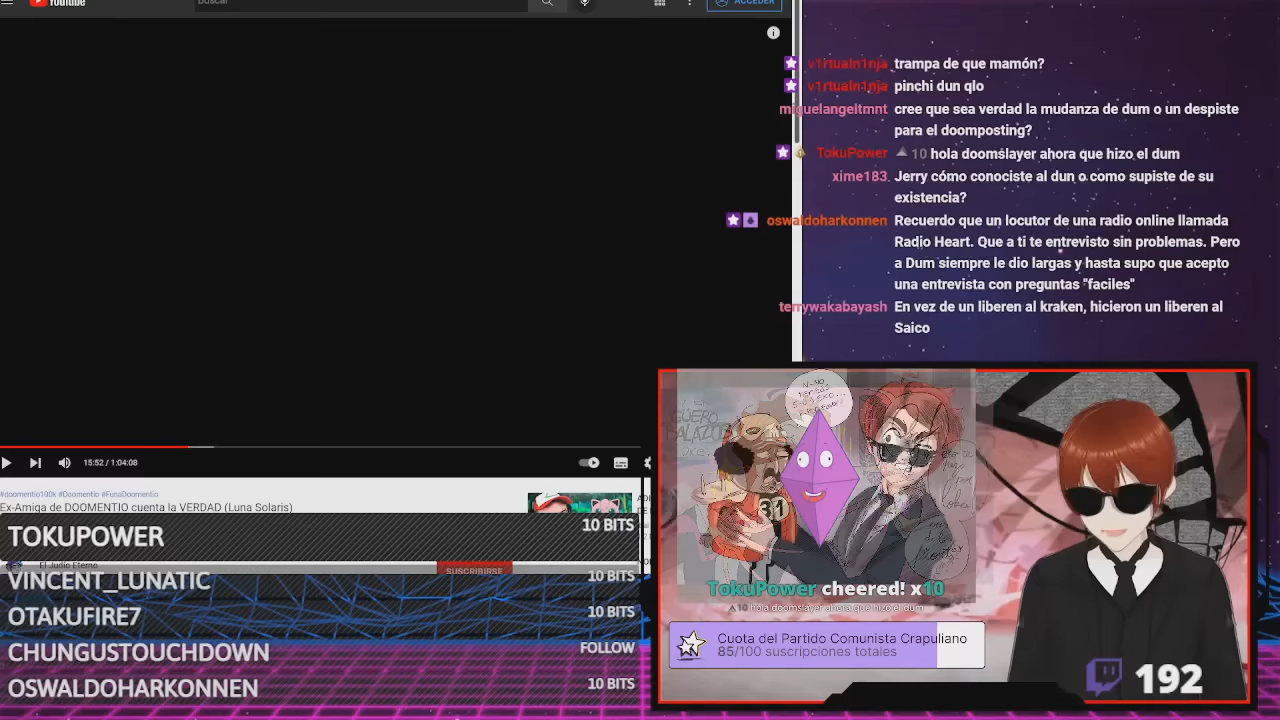 YouTube
Buscar
ACCEDER
v1rtualn1nja trampa de que mamón?
v1rtualn1nja pinchi dun qlo
miguelangeltmnt cree que sea verdad la mudanza de dum o un despiste
para el doomposting?
TokuPower 10 hola doomslayer ahora que hizo el dum
xime183 Jerry cómo conociste al dun o como supiste de su
existencia?
oswaldoharkonnen Recuerdo que un locutor de una radio online llamada
Radio Heart. Que a ti te entrevisto sin problemas. Pero
a Dum siempre le dio largas y hasta supo que acepto
una entrevista con preguntas "faciles"
terrywakabayash En vez de un liberen al kraken, hicieron un liberen al
Saico
15:52 / 1:04:08
#doomentio100k #Doomentio #FunaDoomentio
Ex-Amiga de DOOMENTIO cuenta la VERDAD (Luna Solaris)
TOKUPOWER 10 BITS
El Judio Eterno
SUSCRIBIRSE
VINCENT_LUNATIC 10 BITS
OTAKUFIRE7 10 BITS
CHUNGUSTOUCHDOWN FOLLOW
OSWALDOHARKONNEN 10 BITS
N-NO
31
TokuPower cheered! x10
10 hola doomslayer ahora que hizo el dum
Cuota del Partido Comunista Crapuliano
85/100 suscripciones totales
192